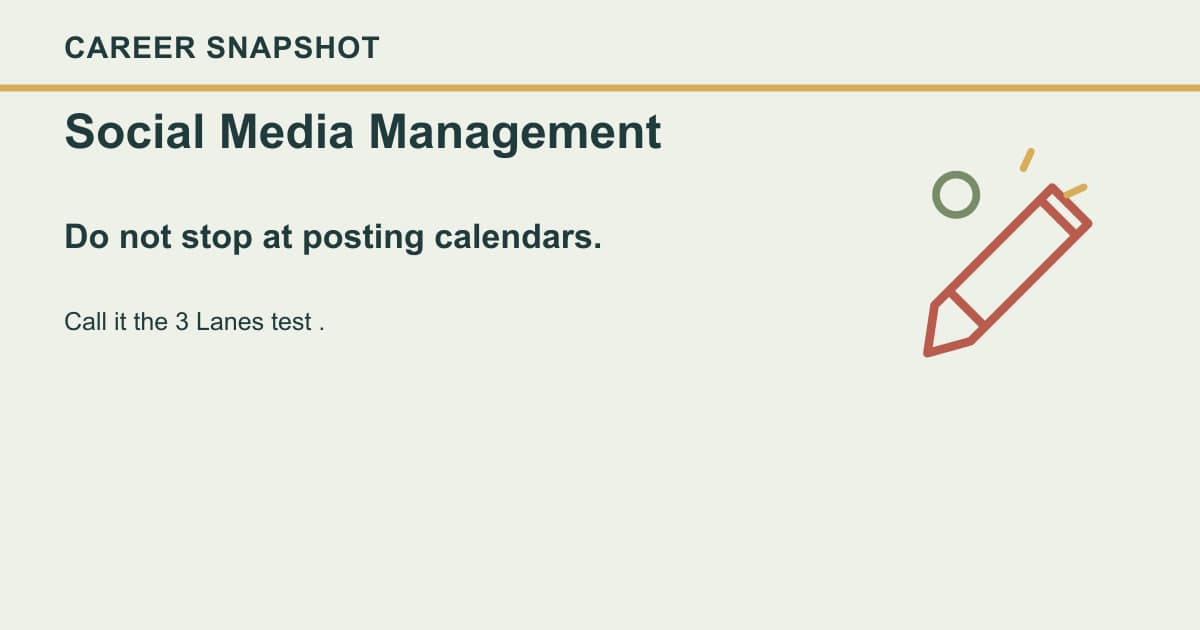 CAREER SNAPSHOT
Social Media Management
Do not stop at posting calendars.
Call it the 3 Lanes test .